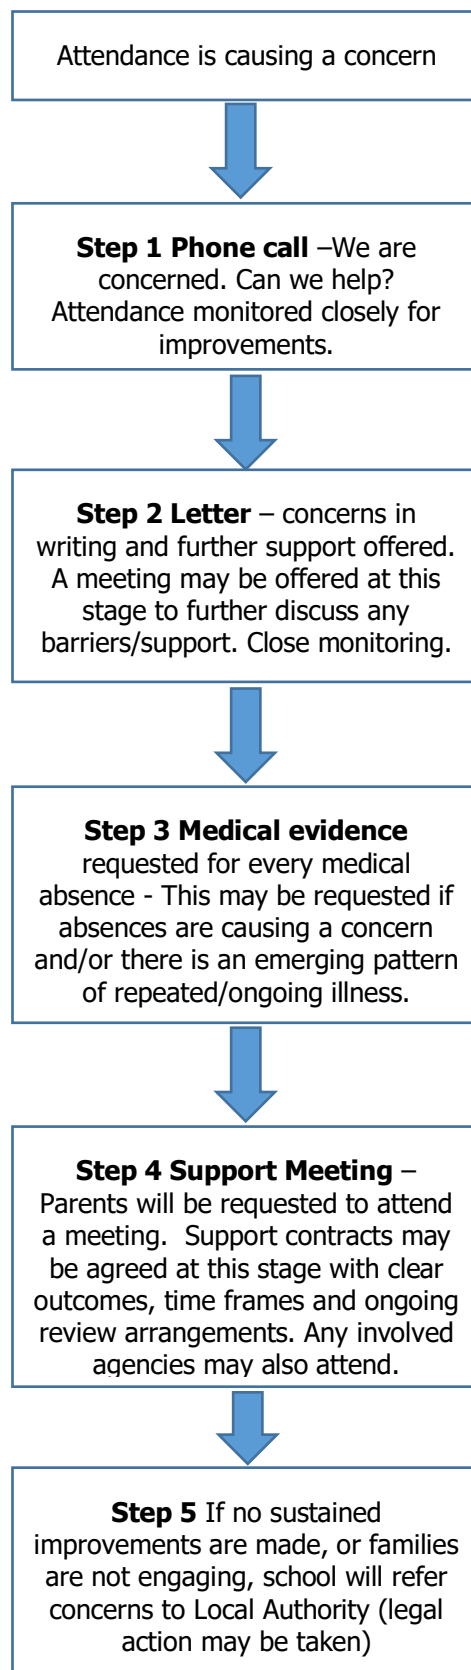 Attendance is causing a concern
Step 1 Phone call –We are
concerned. Can we help?
Attendance monitored closely for
improvements.
Step 2 Letter – concerns in
writing and further support offered.
A meeting may be offered at this
stage to further discuss any
barriers/support. Close monitoring.
Step 3 Medical evidence
requested for every medical
absence - This may be requested if
absences are causing a concern
and/or there is an emerging pattern
of repeated/ongoing illness.
Step 4 Support Meeting –
Parents will be requested to attend
a meeting.  Support contracts may
be agreed at this stage with clear
outcomes, time frames and ongoing
review arrangements. Any involved
agencies may also attend.
Step 5 If no sustained
improvements are made, or families
are not engaging, school will refer
concerns to Local Authority (legal
action may be taken)